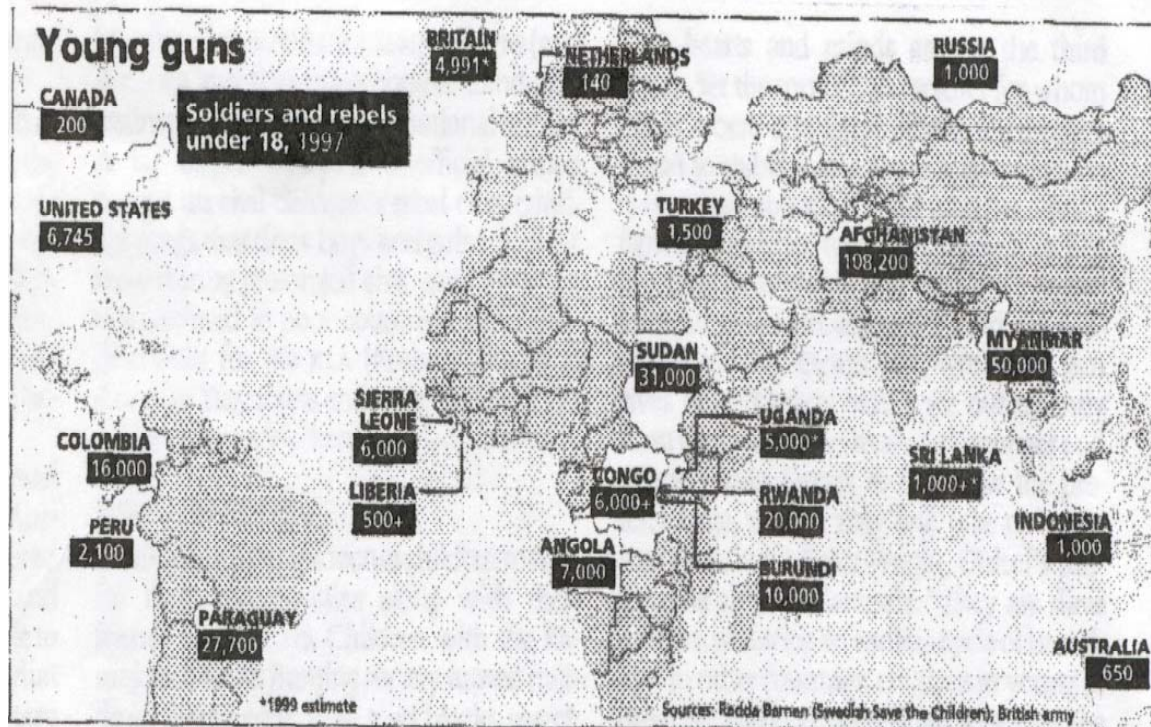 Young guns
Soldiers and rebels
under 18, 1997
CANADA
200
UNITED STATES
6,745
BRITAIN
4,991*
NETHERLANDS
140
RUSSIA
1,000
TURKEY
1,500
AFGHANISTAN
108,200
SUDAN
31,000
MYANMAR
50,000
SIERRA
LEONE
6,000
LIBERIA
500+
UGANDA
5,000*
CONGO
6,000+
RWANDA
20,000
SRI LANKA
1,000+*
COLOMBIA
16,000
PERU
2,100
ANGOLA
7,000
BURUNDI
10,000
INDONESIA
1,000
PARAGUAY
27,700
AUSTRALIA
650
*1999 estimate
Sources: Radda Barnen (Swedish Save the Children); British army